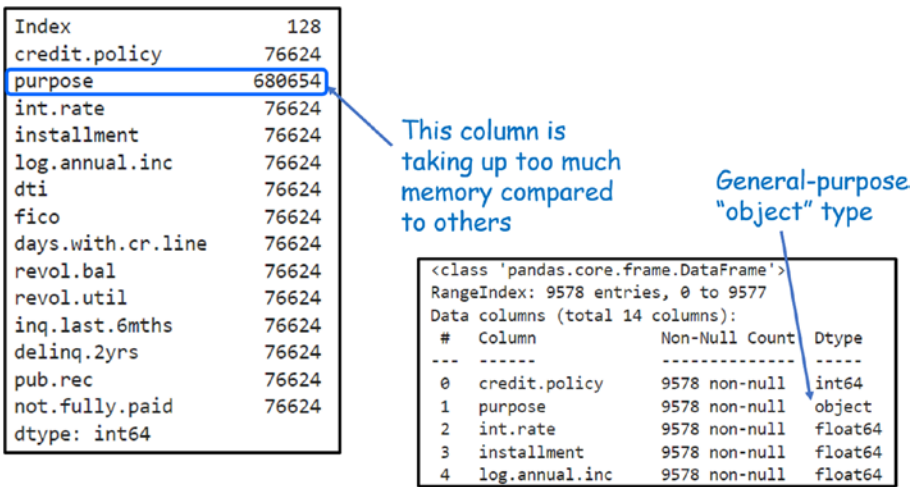 Index 128
credit.policy 76624
purpose 680654
int.rate 76624
installment 76624
log.annual.inc 76624
dti 76624
fico 76624
days.with.cr.line 76624
revol.bal 76624
revol.util 76624
inq.last.6mths 76624
delinq.2yrs 76624
pub.rec 76624
not.fully.paid 76624
dtype: int64
This column is
taking up too much
memory compared
to others
General-purpose
“object” type
<class 'pandas.core.frame.DataFrame'>
RangeIndex: 9578 entries, 0 to 9577
Data columns (total 14 columns):
# Column Non-Null Count Dtype
--- ------ -------------- -----
0 credit.policy 9578 non-null int64
1 purpose 9578 non-null object
2 int.rate 9578 non-null float64
3 installment 9578 non-null float64
4 log.annual.inc 9578 non-null float64